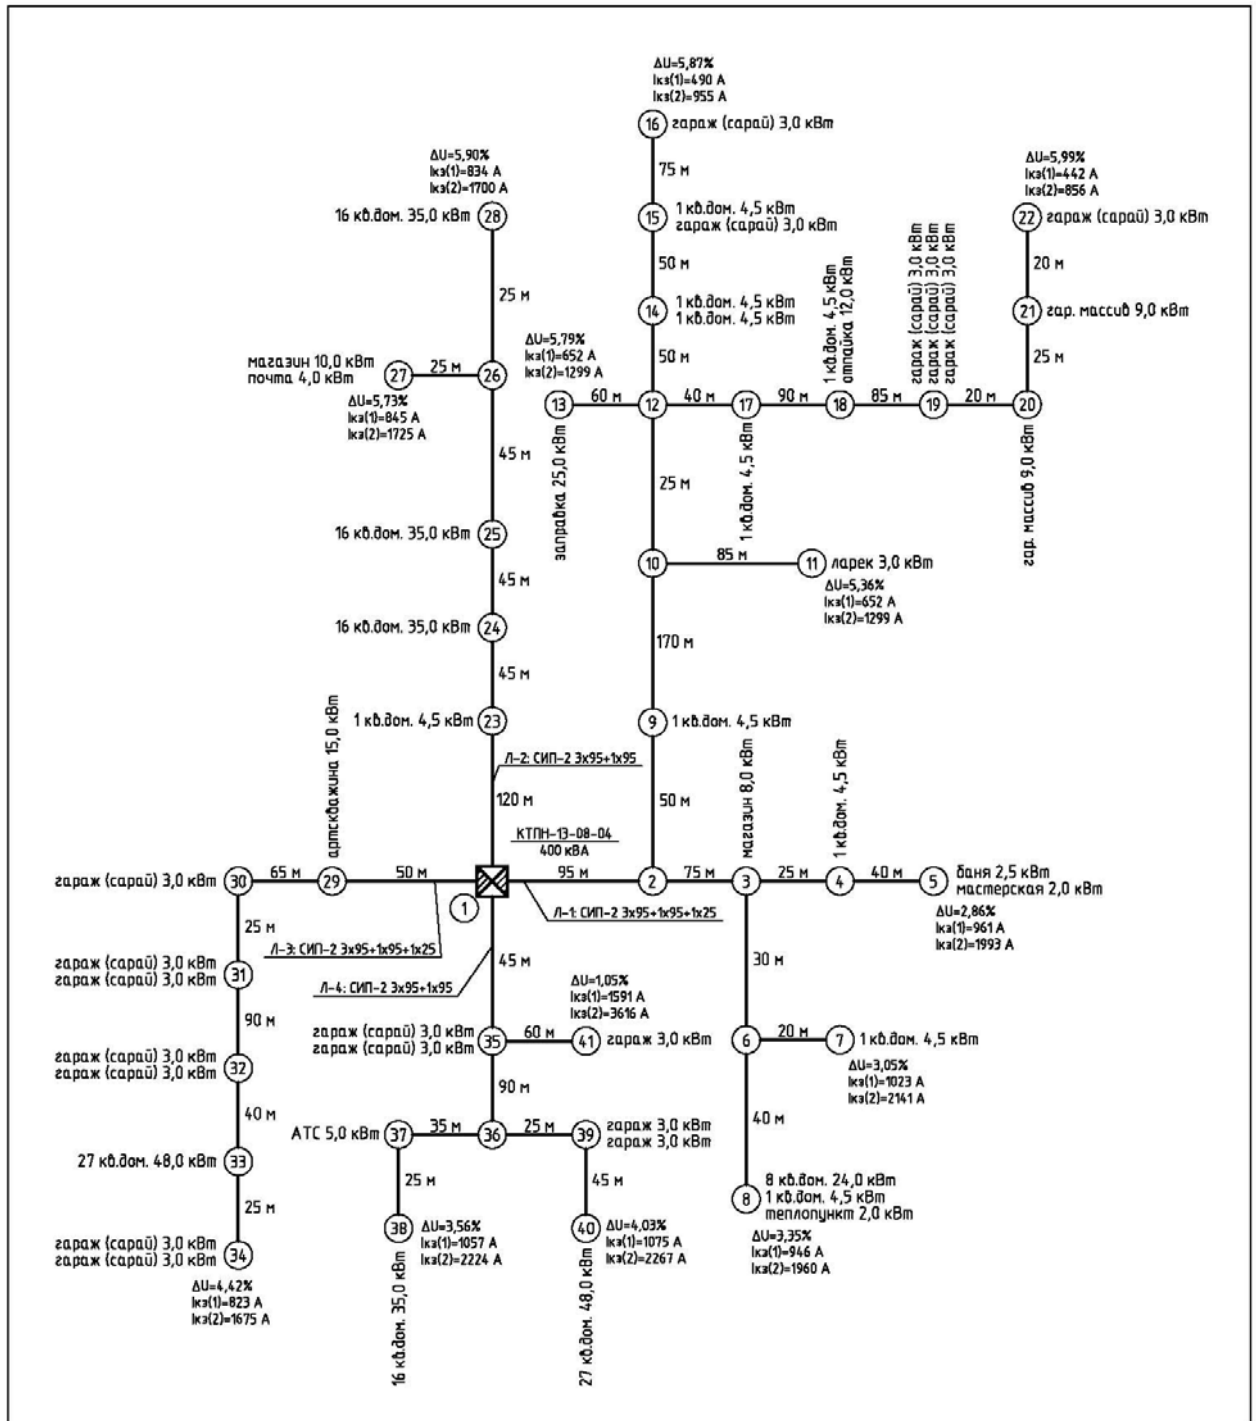 ΔU=5,87%
Iкз(1)=490 А
Iкз(2)=955 А
16
гараж (сарай) 3,0 кВт
75 м
ΔU=5,90%
Iкз(1)=834 А
Iкз(2)=1700 А
16 кв.дом. 35,0 кВт
28
15
1 кв.дом. 4,5 кВт
гараж (сарай) 3,0 кВт
ΔU=5,99%
Iкз(1)=442 А
Iкз(2)=856 А
22
гараж (сарай) 3,0 кВт
25 м
50 м
20 м
14
1 кв.дом. 4,5 кВт
1 кв.дом. 4,5 кВт
1 кв.дом. 4,5 кВт
отпайка 12,0 кВт
гараж (сарай) 3,0 кВт
гараж (сарай) 3,0 кВт
гараж (сарай) 3,0 кВт
21
гар. массив 9,0 кВт
магазин 10,0 кВт
почта 4,0 кВт
27
25 м
26
ΔU=5,73%
Iкз(1)=845 А
Iкз(2)=1725 А
ΔU=5,79%
Iкз(1)=652 А
Iкз(2)=1299 А
50 м
25 м
13
60 м
12
40 м
17
90 м
18
85 м
19
20 м
20
заправка 25,0 кВт
1 кв.дом. 4,5 кВт
гар. массив 9,0 кВт
45 м
25 м
16 кв.дом. 35,0 кВт
25
10
85 м
11
ларек 3,0 кВт
ΔU=5,36%
Iкз(1)=652 А
Iкз(2)=1299 А
45 м
16 кв.дом. 35,0 кВт
24
170 м
45 м
1 кв.дом. 4,5 кВт
23
9
1 кв.дом. 4,5 кВт
Л-2: СИП-2 3х95+1х95
120 м
50 м
артскважина 15,0 кВт
магазин 8,0 кВт
1 кв.дом. 4,5 кВт
КТПН-13-08-04
400 кВА
гараж (сарай) 3,0 кВт
30
65 м
29
50 м
1
95 м
2
75 м
3
25 м
4
40 м
5
баня 2,5 кВт
мастерская 2,0 кВт
ΔU=2,86%
Iкз(1)=961 А
Iкз(2)=1993 А
Л-1: СИП-2 3х95+1х95+1х25
25 м
Л-3: СИП-2 3х95+1х95+1х25
45 м
30 м
гараж (сарай) 3,0 кВт
гараж (сарай) 3,0 кВт
31
Л-4: СИП-2 3х95+1х95
ΔU=1,05%
Iкз(1)=1591 А
Iкз(2)=3616 А
90 м
гараж (сарай) 3,0 кВт
гараж (сарай) 3,0 кВт
35
60 м
41
гараж 3,0 кВт
6
20 м
7
1 кв.дом. 4,5 кВт
ΔU=3,05%
Iкз(1)=1023 А
Iкз(2)=2141 А
гараж (сарай) 3,0 кВт
гараж (сарай) 3,0 кВт
32
90 м
40 м
40 м
АТС 5,0 кВт
37
35 м
36
25 м
39
гараж 3,0 кВт
гараж 3,0 кВт
27 кв.дом. 48,0 кВт
33
25 м
25 м
45 м
8
8 кв.дом. 24,0 кВт
1 кв.дом. 4,5 кВт
теплопункт 2,0 кВт
ΔU=3,35%
Iкз(1)=946 А
Iкз(2)=1960 А
гараж (сарай) 3,0 кВт
гараж (сарай) 3,0 кВт
34
ΔU=4,42%
Iкз(1)=823 А
Iкз(2)=1675 А
38
ΔU=3,56%
Iкз(1)=1057 А
Iкз(2)=2224 А
16 кв.дом. 35,0 кВт
40
ΔU=4,03%
Iкз(1)=1075 А
Iкз(2)=2267 А
27 кв.дом. 48,0 кВт